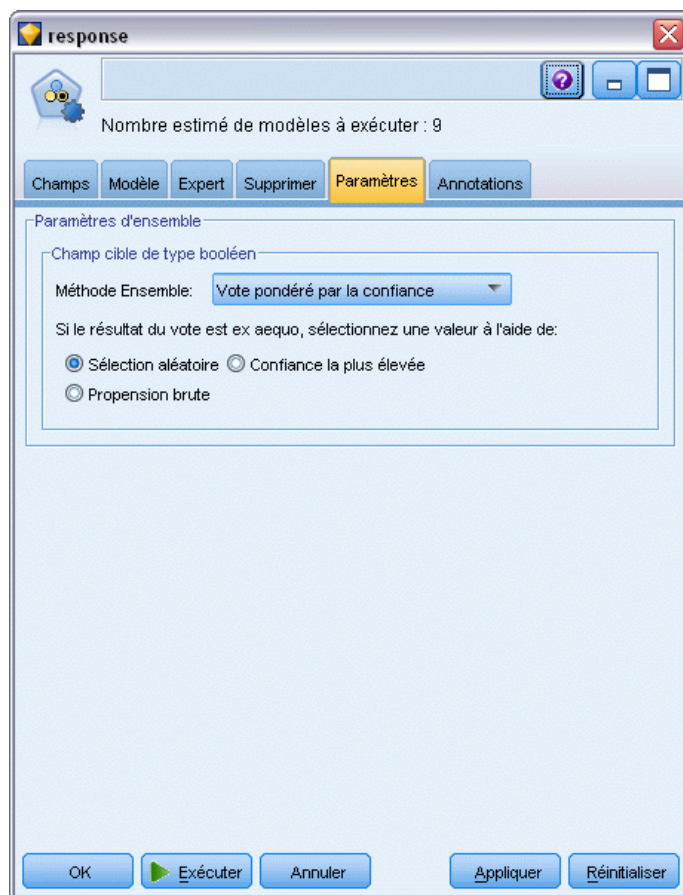 response
Nombre estimé de modèles à exécuter : 9
Champs Modèle Expert Supprimer Paramètres Annotations
Paramètres d'ensemble
Champ cible de type booléen
Méthode Ensemble: Vote pondéré par la confiance
Si le résultat du vote est ex aequo, sélectionnez une valeur à l'aide de:
Sélection aléatoire Confiance la plus élevée
Propension brute
OK Exécuter Annuler Appliquer Réinitialiser